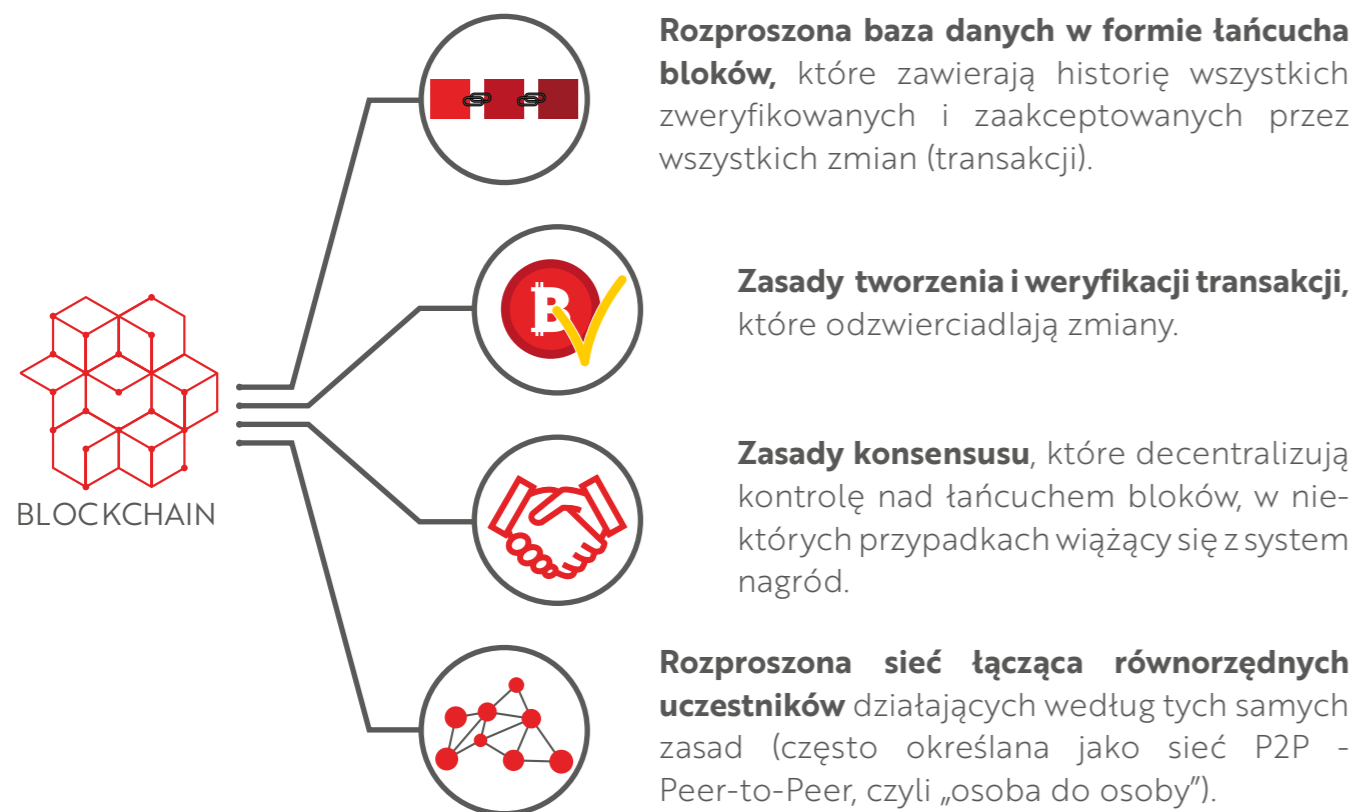 Rozproszona baza danych w formie łańcucha
bloków, które zawierają historię wszystkich
zweryfikowanych i zaakceptowanych przez
wszystkich zmian (transakcji).
Zasady tworzenia i weryfikacji transakcji,
które odzwierciadlają zmiany.
BLOCKCHAIN
Zasady konsensusu, które decentralizują
kontrolę nad łańcuchem bloków, w nie-
których przypadkach wiążący się z system
nagród.
Rozproszona sieć łącząca równorzędnych
uczestników działających według tych samych
zasad (często określana jako sieć P2P -
Peer-to-Peer, czyli „osoba do osoby”).